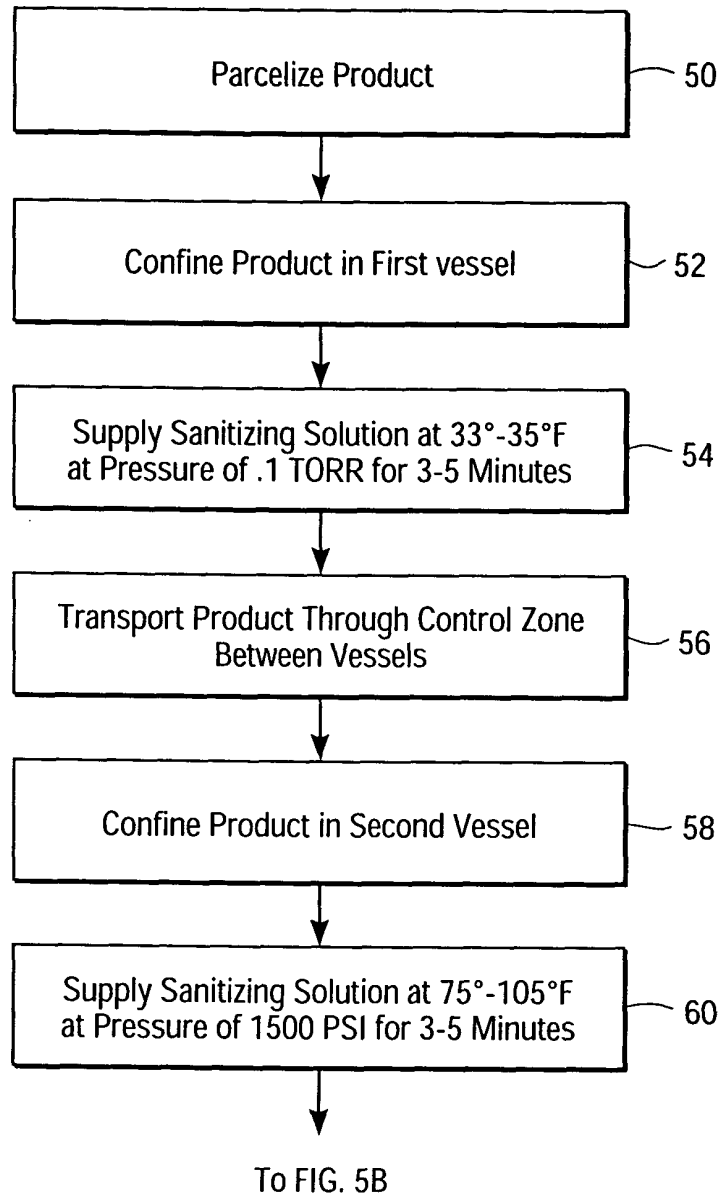 Parcelize Product
50
Confine Product in First vessel
52
Supply Sanitizing Solution at 33°-35°F
at Pressure of .1 TORR for 3-5 Minutes
54
Transport Product Through Control Zone
Between Vessels
56
Confine Product in Second Vessel
58
Supply Sanitizing Solution at 75°-105°F
at Pressure of 1500 PSI for 3-5 Minutes
60
To FIG. 5B